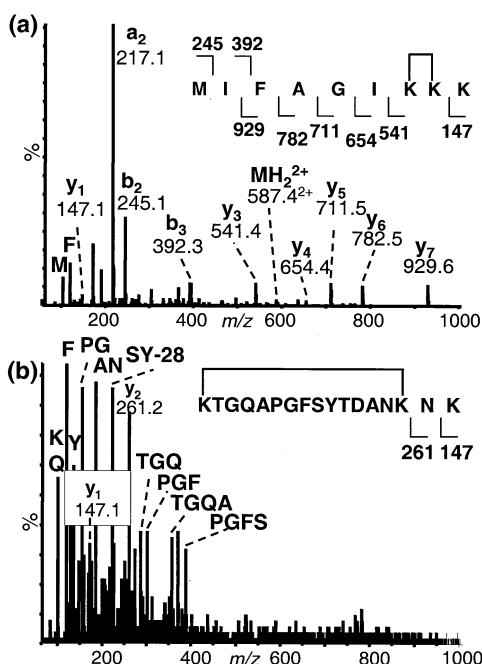 (a)
a2
217.1
245 392
M I F A G I K K K
929 782 711 654 541 147
%
y1
147.1
b2
245.1
b3
392.3
y3
541.4
MH2 2+
587.4 2+
y4
654.4
y5
711.5
y6
782.5
y7
929.6
M F
200 400 600 800 1000
m/z
(b)
F PG
AN SY-28
y2
261.2
KTGQAPGFSYTDANK N K
261 147
K
Q
Y
y1
147.1
TGQ
PGF
TGQA
PGFS
%
200 400 600 800 1000
m/z